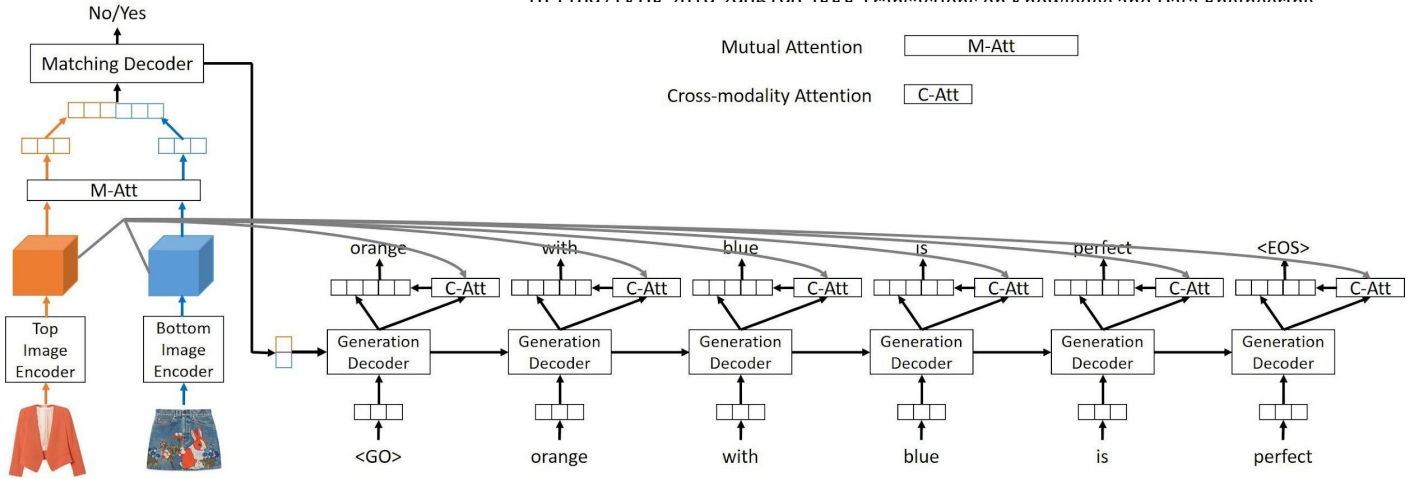 No/Yes
Matching Decoder
Mutual Attention M-Att
Cross-modality Attention C-Att
M-Att
orange with blue is perfect <EOS>
C-Att C-Att C-Att C-Att C-Att C-Att
Top Image Encoder
Bottom Image Encoder
Generation Decoder
Generation Decoder
Generation Decoder
Generation Decoder
Generation Decoder
Generation Decoder
<GO> orange with blue is perfect